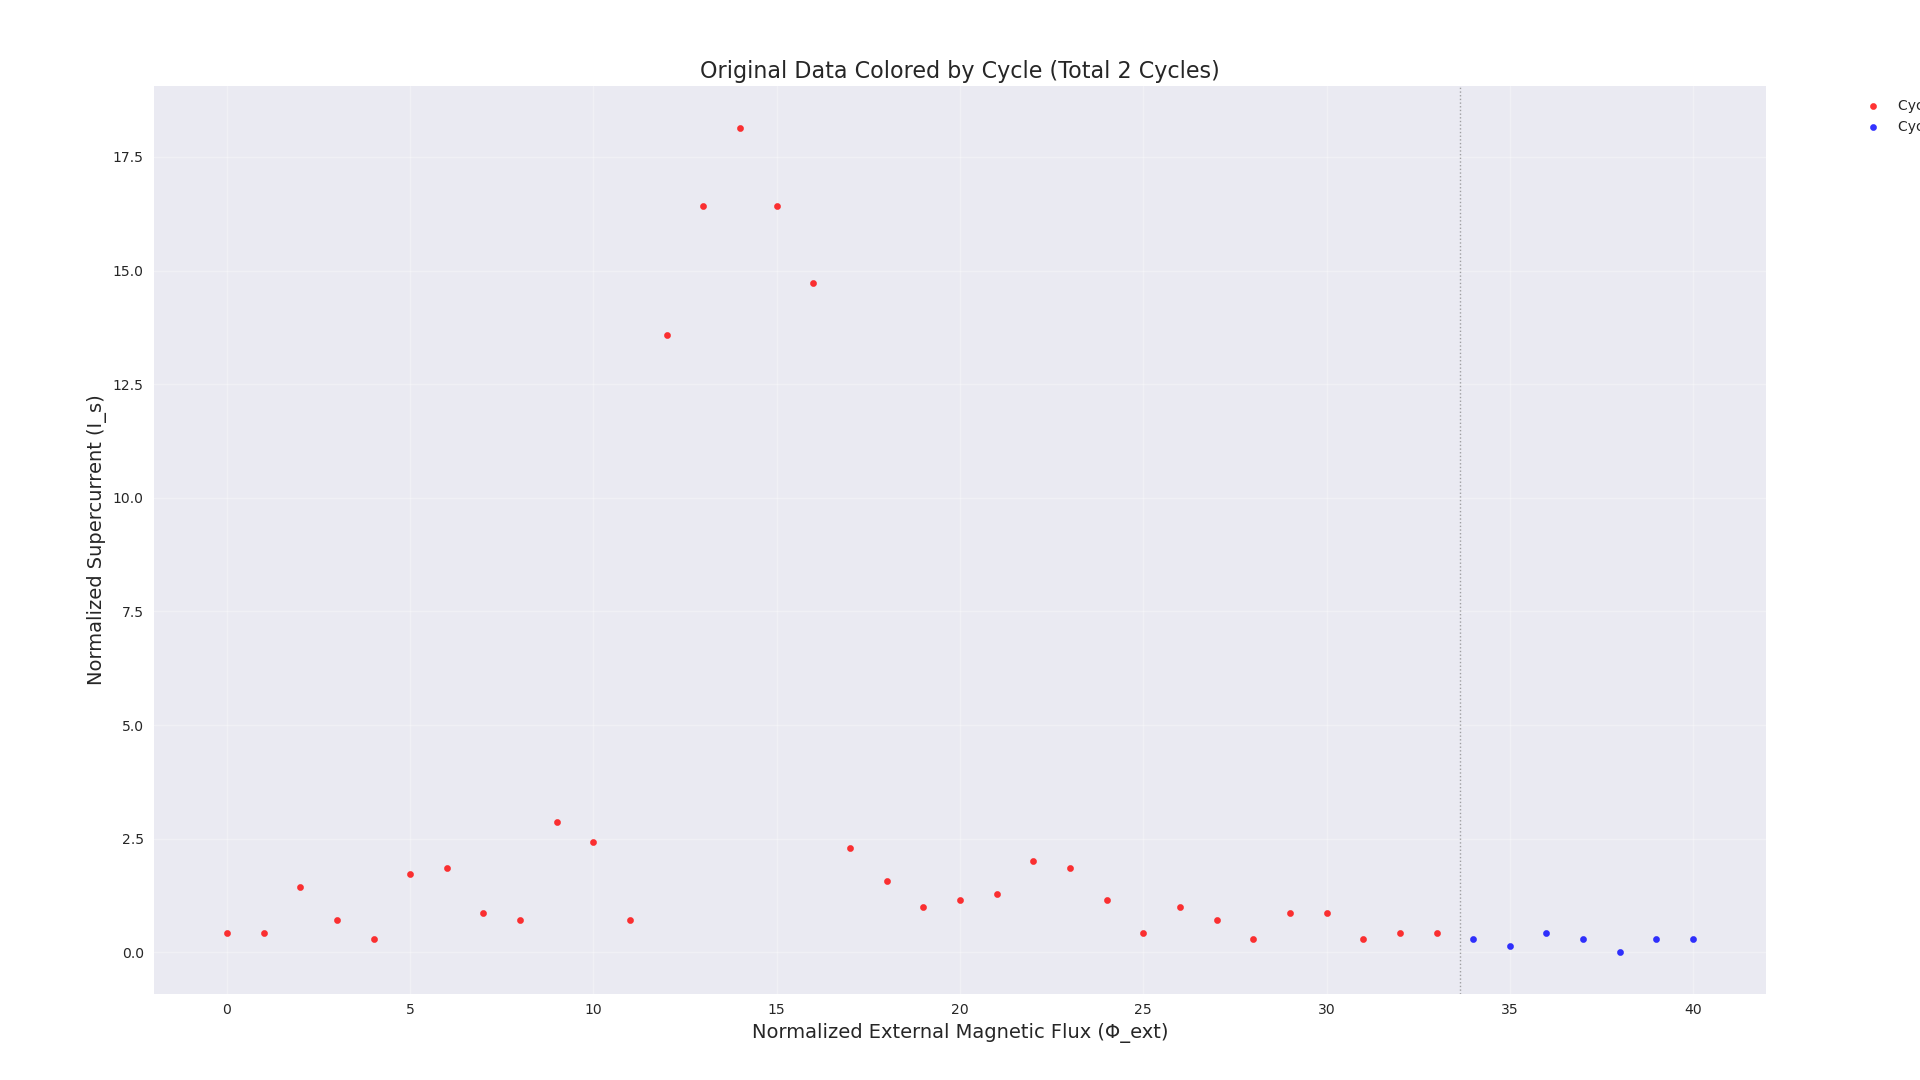 Original Data Colored by Cycle (Total 2 Cycles)
Cyc
Cyc
17.5
15.0
12.5
10.0
7.5
5.0
2.5
0.0
Normalized Supercurrent (I_s)
0 5 10 15 20 25 30 35 40
Normalized External Magnetic Flux (Φ_ext)